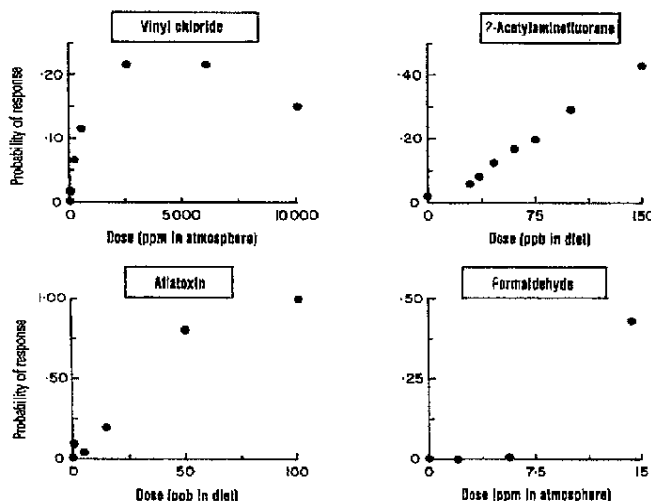 Vinyl chloride
Probability of response
·20
·10
0
0
5000
10000
Dose (ppm in atmosphere)
2-Acetylaminofluorane
·40
·20
0
0
75
150
Dose (ppb in diet)
Aflatoxin
Probability of response
1·00
·50
0
0
50
100
Dose (ppb in diet)
Formaldehyde
·50
·25
0
0
7·5
15
Dose (ppm in atmosphere)